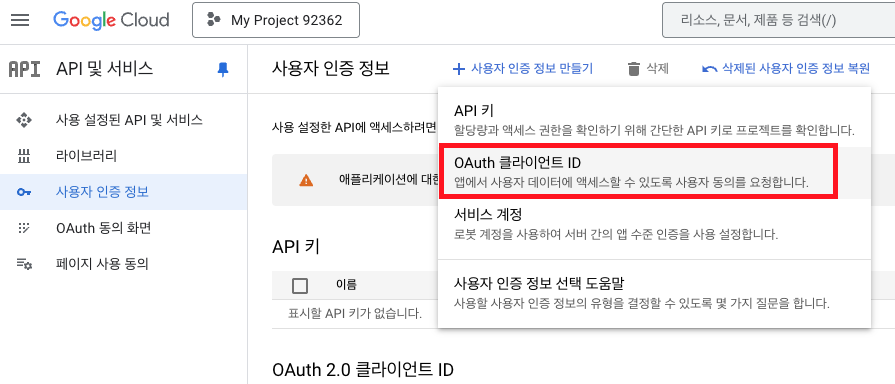 Google Cloud
My Project 92362
리소스, 문서, 제품 등 검색(/)
API
API 및 서비스
사용자 인증 정보
사용자 인증 정보 만들기
삭제
삭제된 사용자 인증 정보 복원
사용 설정된 API 및 서비스
라이브러리
사용자 인증 정보
OAuth 동의 화면
페이지 사용 동의
사용 설정한 API에 액세스하려면
애플리케이션에 대한
API 키
할당량과 액세스 권한을 확인하기 위해 간단한 API 키로 프로젝트를 확인합니다.
OAuth 클라이언트 ID
앱에서 사용자 데이터에 액세스할 수 있도록 사용자 동의를 요청합니다.
서비스 계정
로봇 계정을 사용하여 서버 간의 앱 수준 인증을 사용 설정합니다.
사용자 인증 정보 선택 도움말
사용할 사용자 인증 정보의 유형을 결정할 수 있도록 몇 가지 질문을 합니다.
API 키
이름
표시할 API 키가 없습니다.
OAuth 2.0 클라이언트 ID